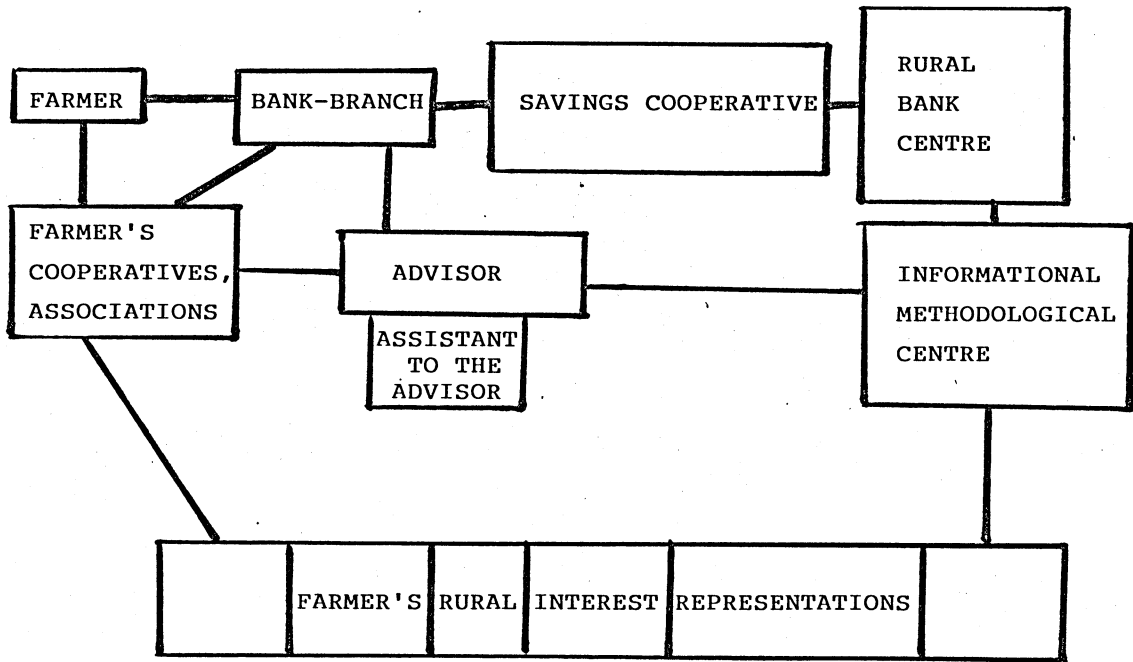 FARMER
BANK-BRANCH
SAVINGS COOPERATIVE
RURAL
BANK
CENTRE
FARMER'S
COOPERATIVES,
ASSOCIATIONS
ADVISOR
ASSISTANT
TO THE
ADVISOR
INFORMATIONAL
METHODOLOGICAL
CENTRE
FARMER'S RURAL INTEREST REPRESENTATIONS